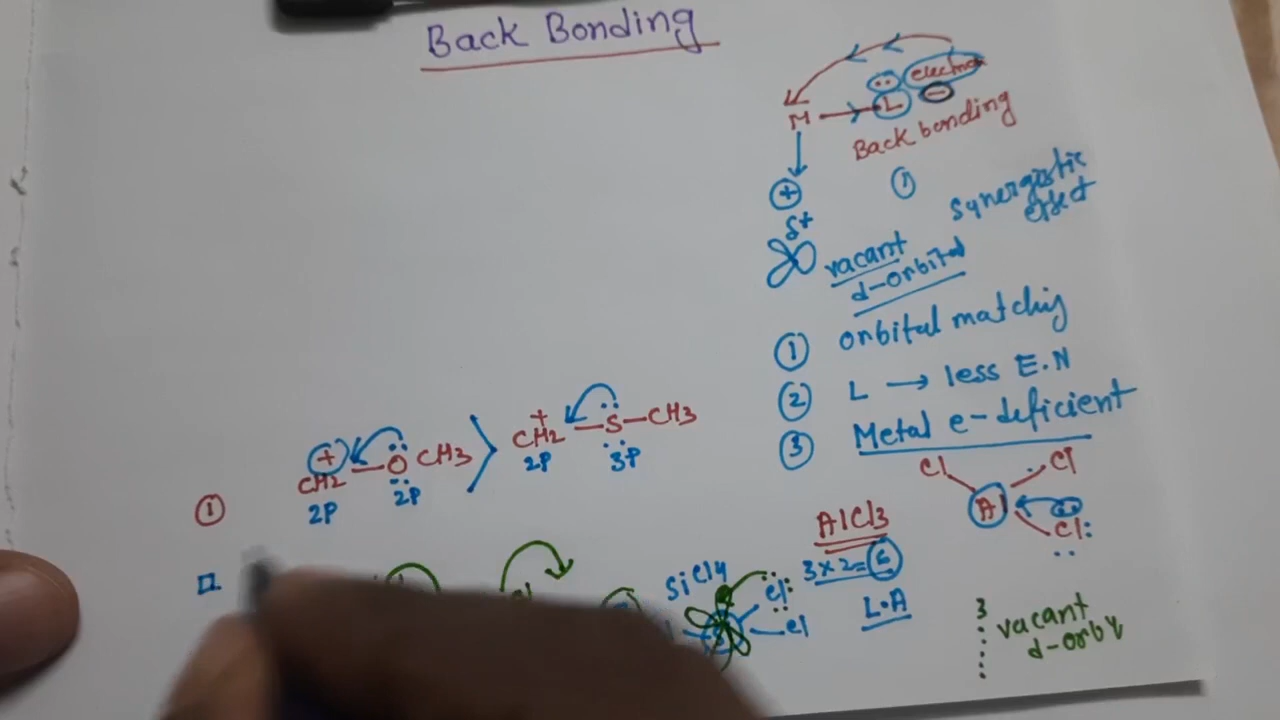 Back Bonding
electron
M → L
Back bonding
+
①
δ+
synergistic
effect
vacant
d-orbital
① orbital matching
② L → less E.N
③ Metal e-deficient
① CH2 — O CH3 > CH2 — S — CH3
2P 2P 2P 3P
Cl Cl
Al
Cl
AlCl3
3×2=6
L.A
SiCl4
cl
cl
3 vacant
d-orb